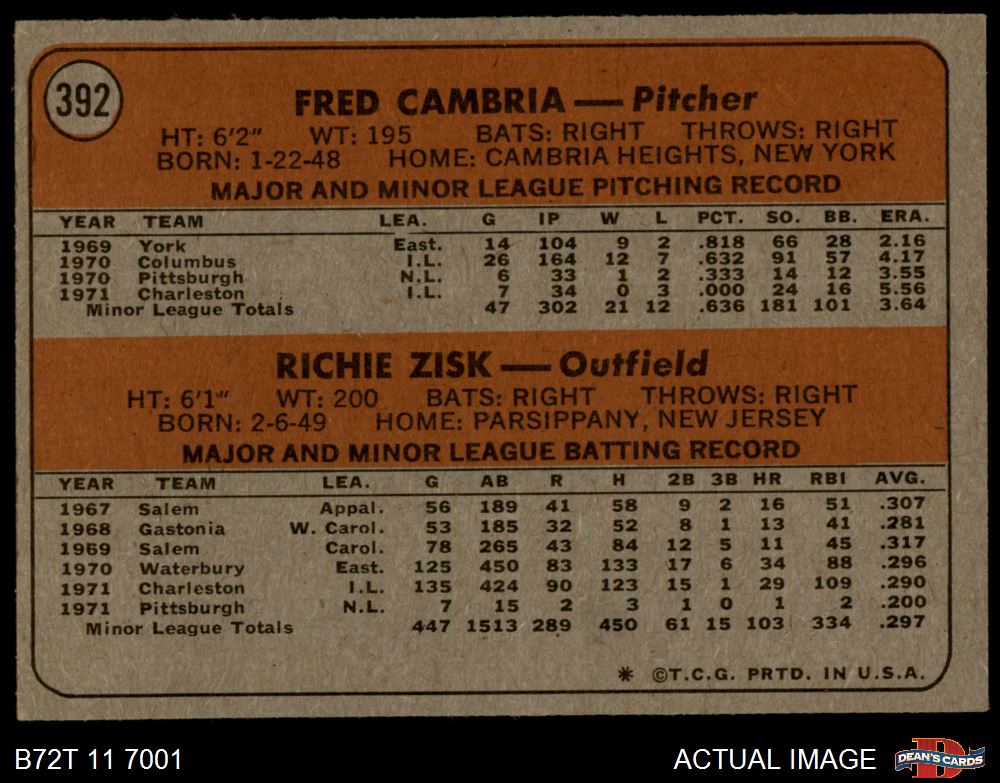 392
FRED CAMBRIA — Pitcher
HT: 6'2" WT: 195 BATS: RIGHT THROWS: RIGHT
BORN: 1-22-48 HOME: CAMBRIA HEIGHTS, NEW YORK
MAJOR AND MINOR LEAGUE PITCHING RECORD
YEAR TEAM LEA. G IP W L PCT. SO. BB. ERA.
1969 York East. 14 104 9 2 .818 66 28 2.16
1970 Columbus I.L. 26 164 12 7 .632 91 57 4.17
1970 Pittsburgh N.L. 6 33 1 2 .333 14 12 3.55
1971 Charleston I.L. 7 34 0 3 .000 24 16 5.56
Minor League Totals 47 302 21 12 .636 181 101 3.64
RICHIE ZISK — Outfield
HT: 6'1" WT: 200 BATS: RIGHT THROWS: RIGHT
BORN: 2-6-49 HOME: PARSIPPANY, NEW JERSEY
MAJOR AND MINOR LEAGUE BATTING RECORD
YEAR TEAM LEA. G AB R H 2B 3B HR RBI AVG.
1967 Salem Appal. 56 189 41 58 9 2 16 51 .307
1968 Gastonia W. Carol. 53 185 32 52 8 1 13 41 .281
1969 Salem Carol. 78 265 43 84 12 5 11 45 .317
1970 Waterbury East. 125 450 83 133 17 6 34 88 .296
1971 Charleston I.L. 135 424 90 123 15 1 29 109 .290
1971 Pittsburgh N.L. 7 15 2 3 1 0 1 2 .200
Minor League Totals 447 1513 289 450 61 15 103 334 .297
* ©T.C.G. PRTD. IN U.S.A.
B72T 11 7001
ACTUAL IMAGE
D
DEAN'S CARDS